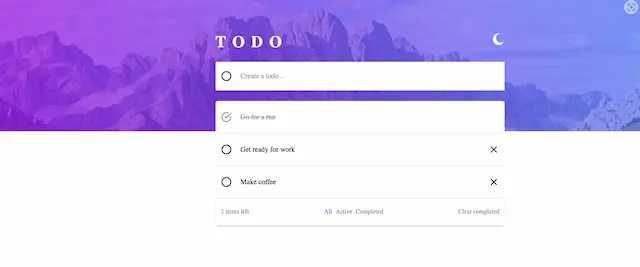 TODO
Create a todo...
Go for a run
Get ready for work
Make coffee
2 items left All Active Completed Clear completed